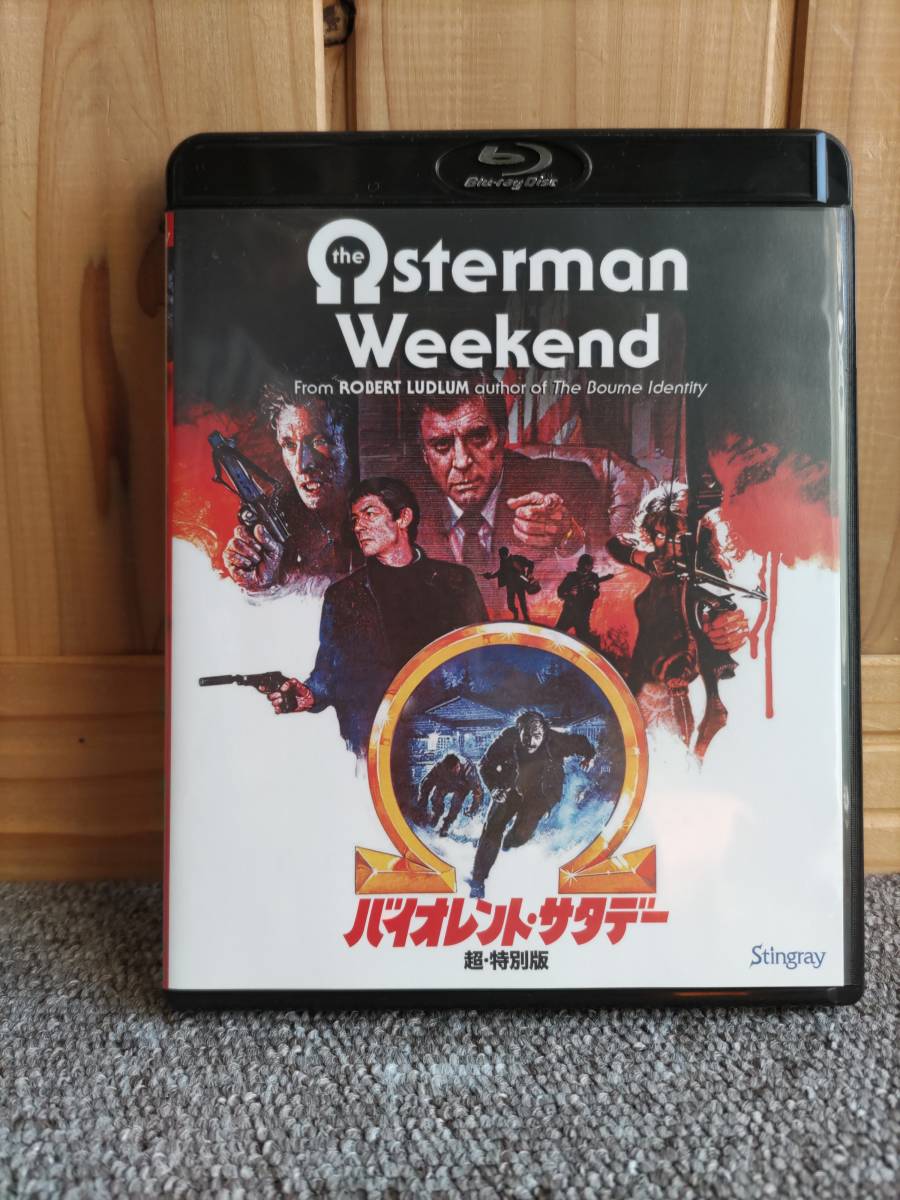 Blu-ray Disc
the Ωsterman
Weekend
From ROBERT LUDLUM author of The Bourne Identity
バイオレント・サタデー
超・特別版
Stingray